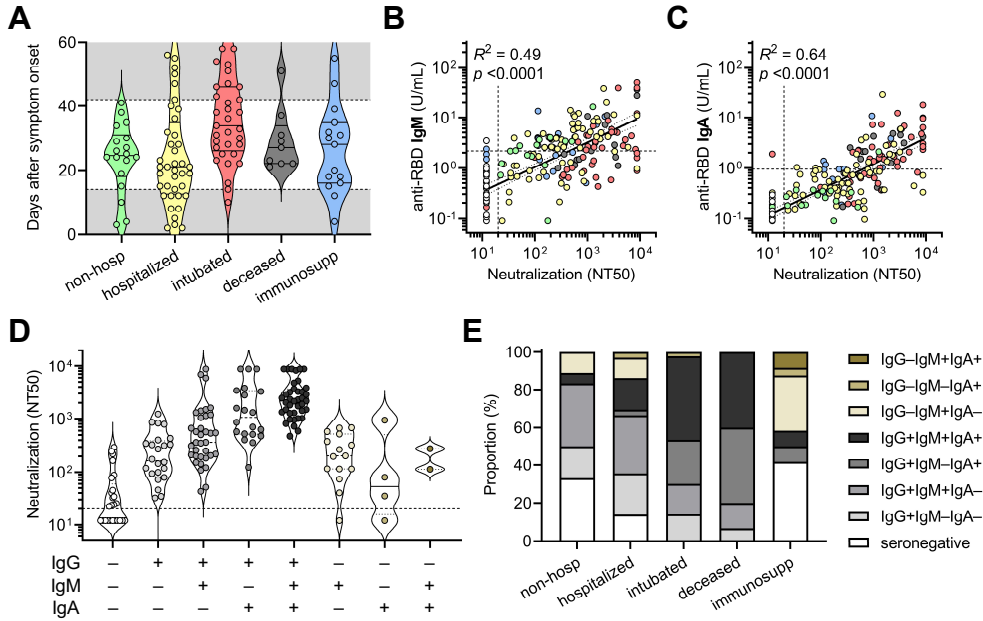 A
Days after symptom onset
60
40
20
0
non-hosp
hospitalized
intubated
deceased
immunosupp
B
R² = 0.49
p <0.0001
anti-RBD IgM (U/mL)
10²
10¹
10⁰
10⁻¹
10¹ 10² 10³ 10⁴
Neutralization (NT50)
C
R² = 0.64
p <0.0001
anti-RBD IgA (U/mL)
10²
10¹
10⁰
10⁻¹
10¹ 10² 10³ 10⁴
Neutralization (NT50)
D
Neutralization (NT50)
10⁴
10³
10²
10¹
IgG – + + + + – – –
IgM – – + – + + – +
IgA – – – + + – + +
E
Proportion (%)
100
80
60
40
20
0
non-hosp
hospitalized
intubated
deceased
immunosupp
IgG–IgM+IgA+
IgG–IgM–IgA+
IgG–IgM+IgA–
IgG+IgM+IgA+
IgG+IgM–IgA+
IgG+IgM+IgA–
IgG+IgM–IgA–
seronegative